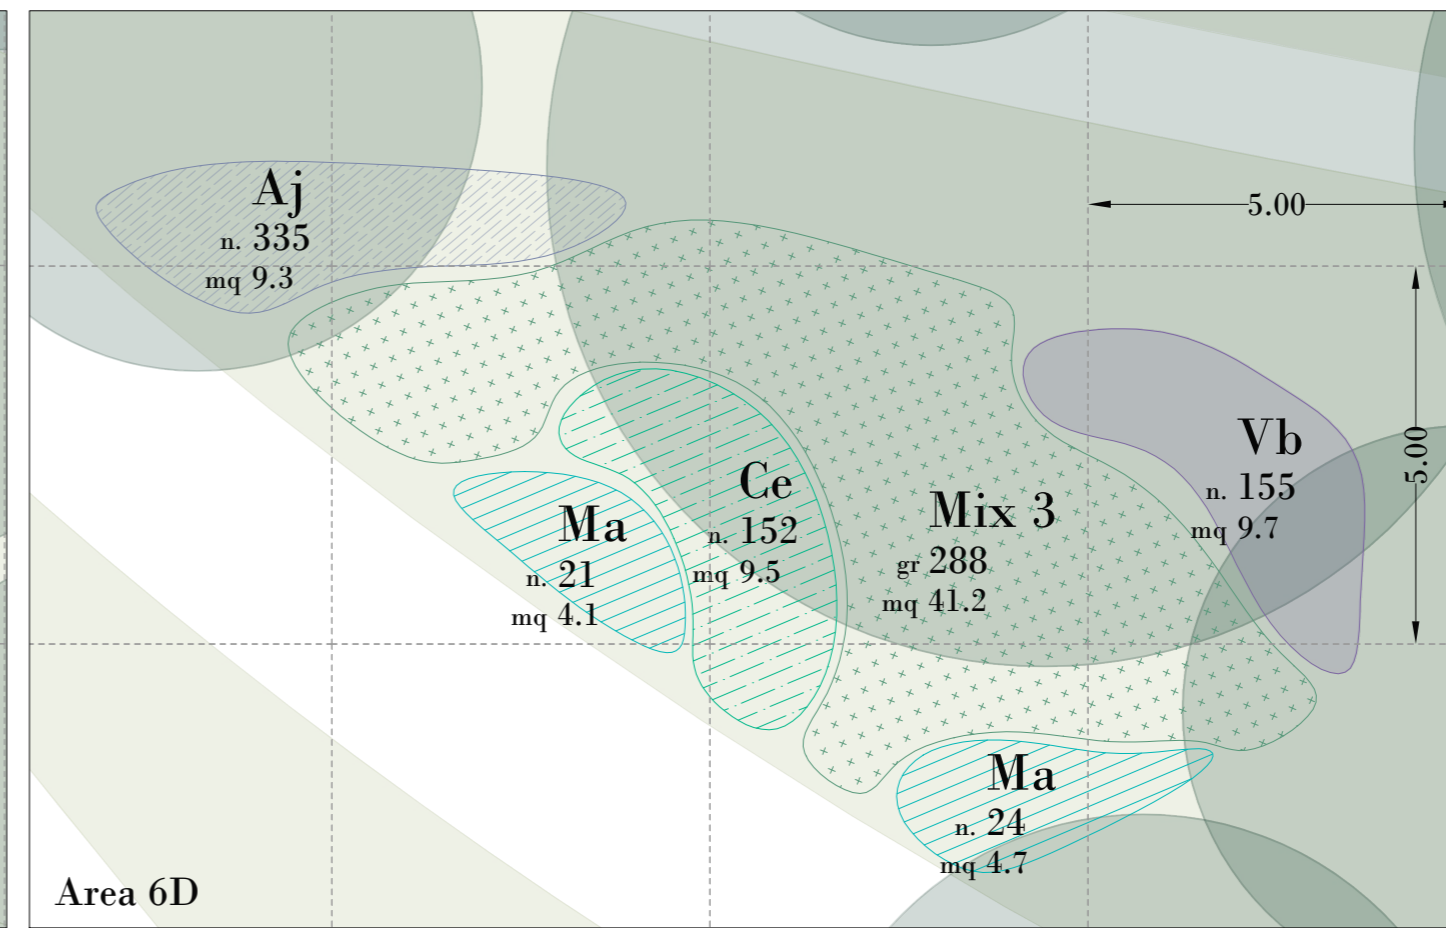 Aj
n. 335
mq 9.3
5.00
5.00
Vb
n. 155
mq 9.7
Ce
n. 152
mq 9.5
Mix 3
gr 288
mq 41.2
Ma
n. 21
mq 4.1
Ma
n. 24
mq 4.7
Area 6D